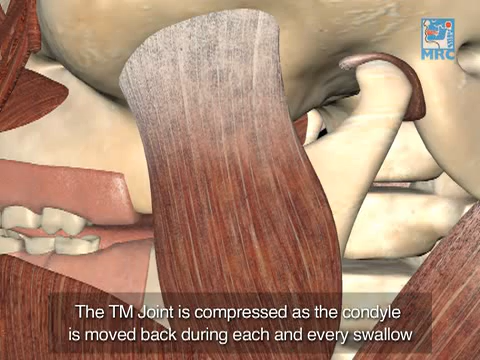 MRC
The TM Joint is compressed as the condyle
is moved back during each and every swallow